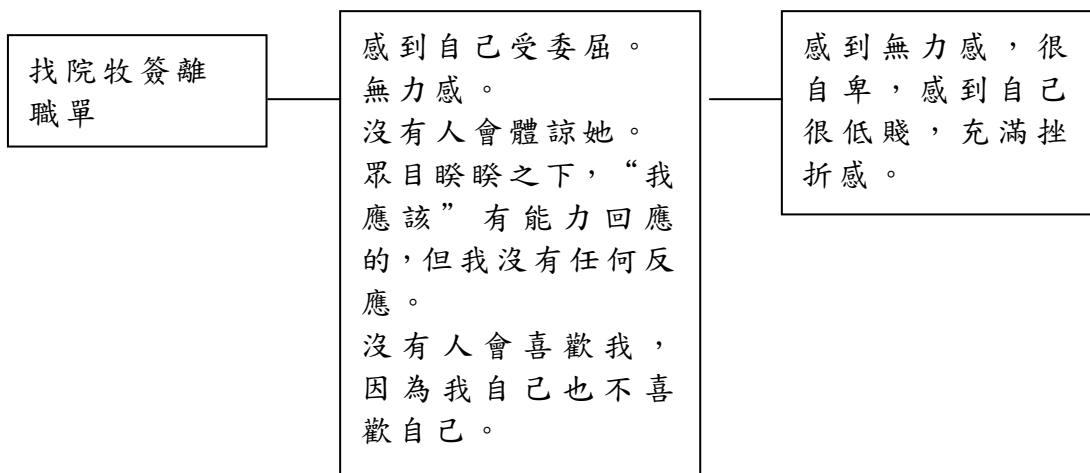 找院牧簽離
職單
感到自己受委屈。
無力感。
沒有人會體諒她。
眾目睽睽之下，“我
應該”有能力回應
的，但我沒有任何反
應。
沒有人會喜歡我，
因為我自己也不喜
歡自己。
感到無力感，很
自卑，感到自己
很低賤，充滿挫
折感。